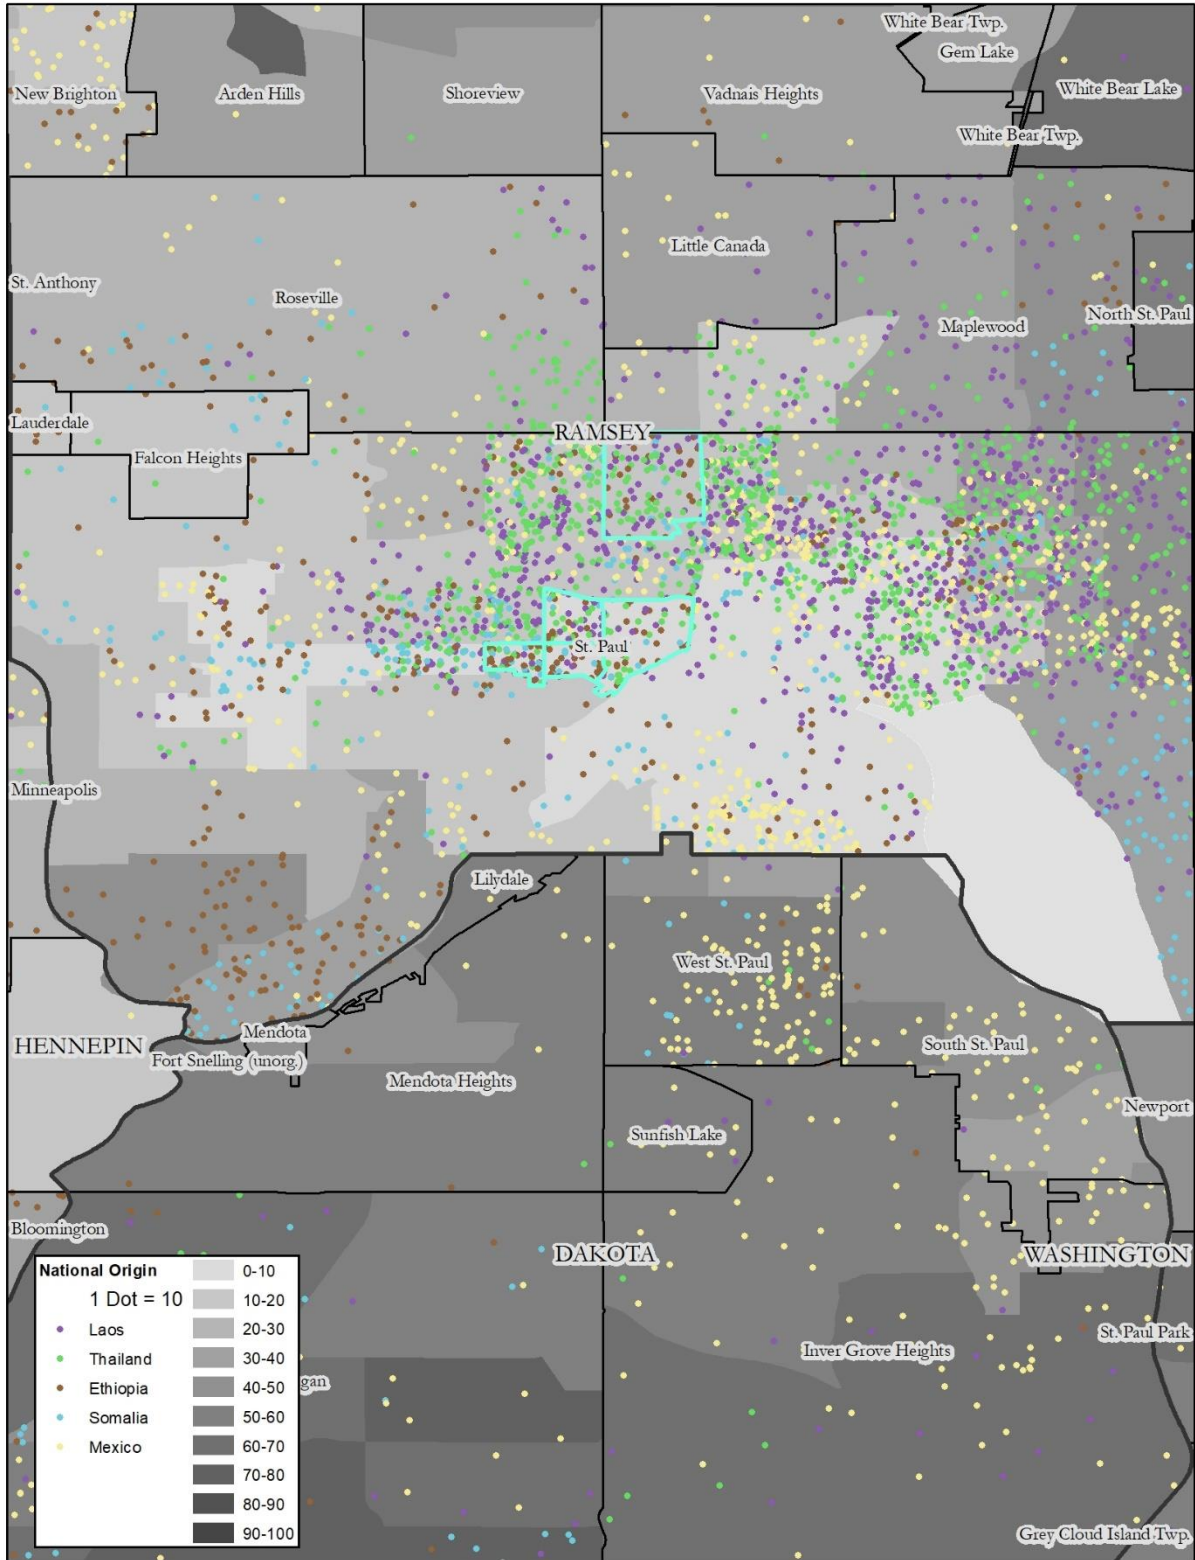 White Bear Twp.
Gem Lake
New Brighton
Arden Hills
Shoreview
Vadnais Heights
White Bear Lake
White Bear Twp.
Little Canada
St. Anthony
Roseville
Maplewood
North St. Paul
Lauderdale
RAMSEY
Falcon Heights
St. Paul
Minneapolis
Lilydale
West St. Paul
Mendota
HENNEPIN
Fort Snelling (unorg.)
South St. Paul
Mendota Heights
Newport
Sunfish Lake
Bloomington
DAKOTA
WASHINGTON
St. Paul Park
Inver Grove Heights
gan
Grey Cloud Island Twp.
National Origin
1 Dot = 10
Laos
Thailand
Ethiopia
Somalia
Mexico
0-10
10-20
20-30
30-40
40-50
50-60
60-70
70-80
80-90
90-100